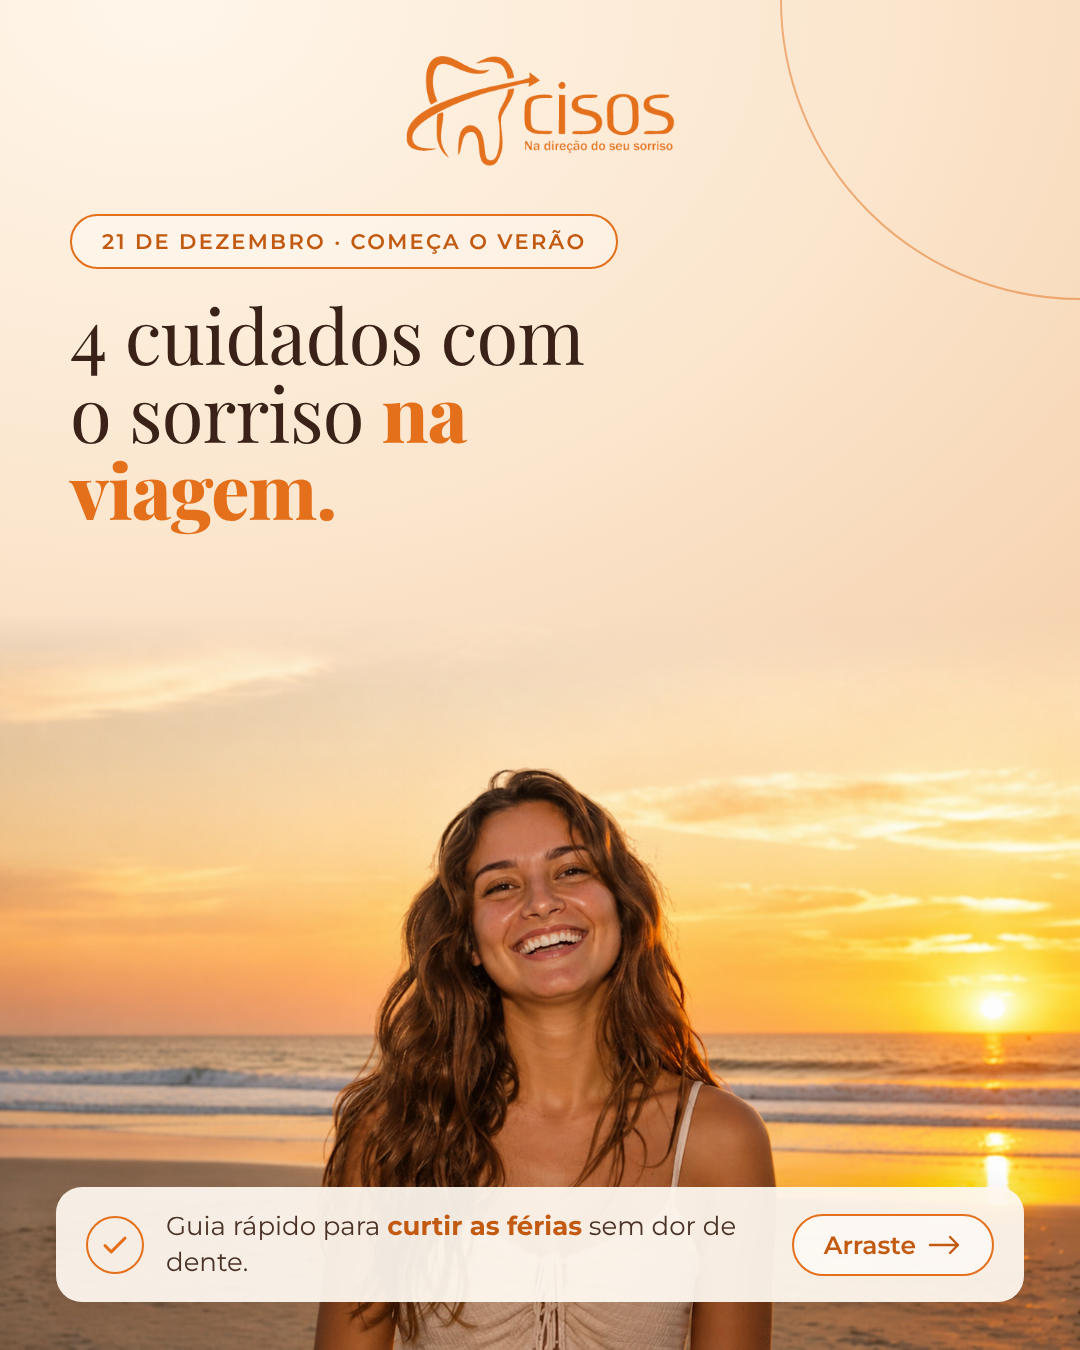 cisos
Na direção do seu sorriso
21 DE DEZEMBRO · COMEÇA O VERÃO
4 cuidados com
o sorriso na
viagem.
Guia rápido para curtir as férias sem dor de
dente.
Arraste →